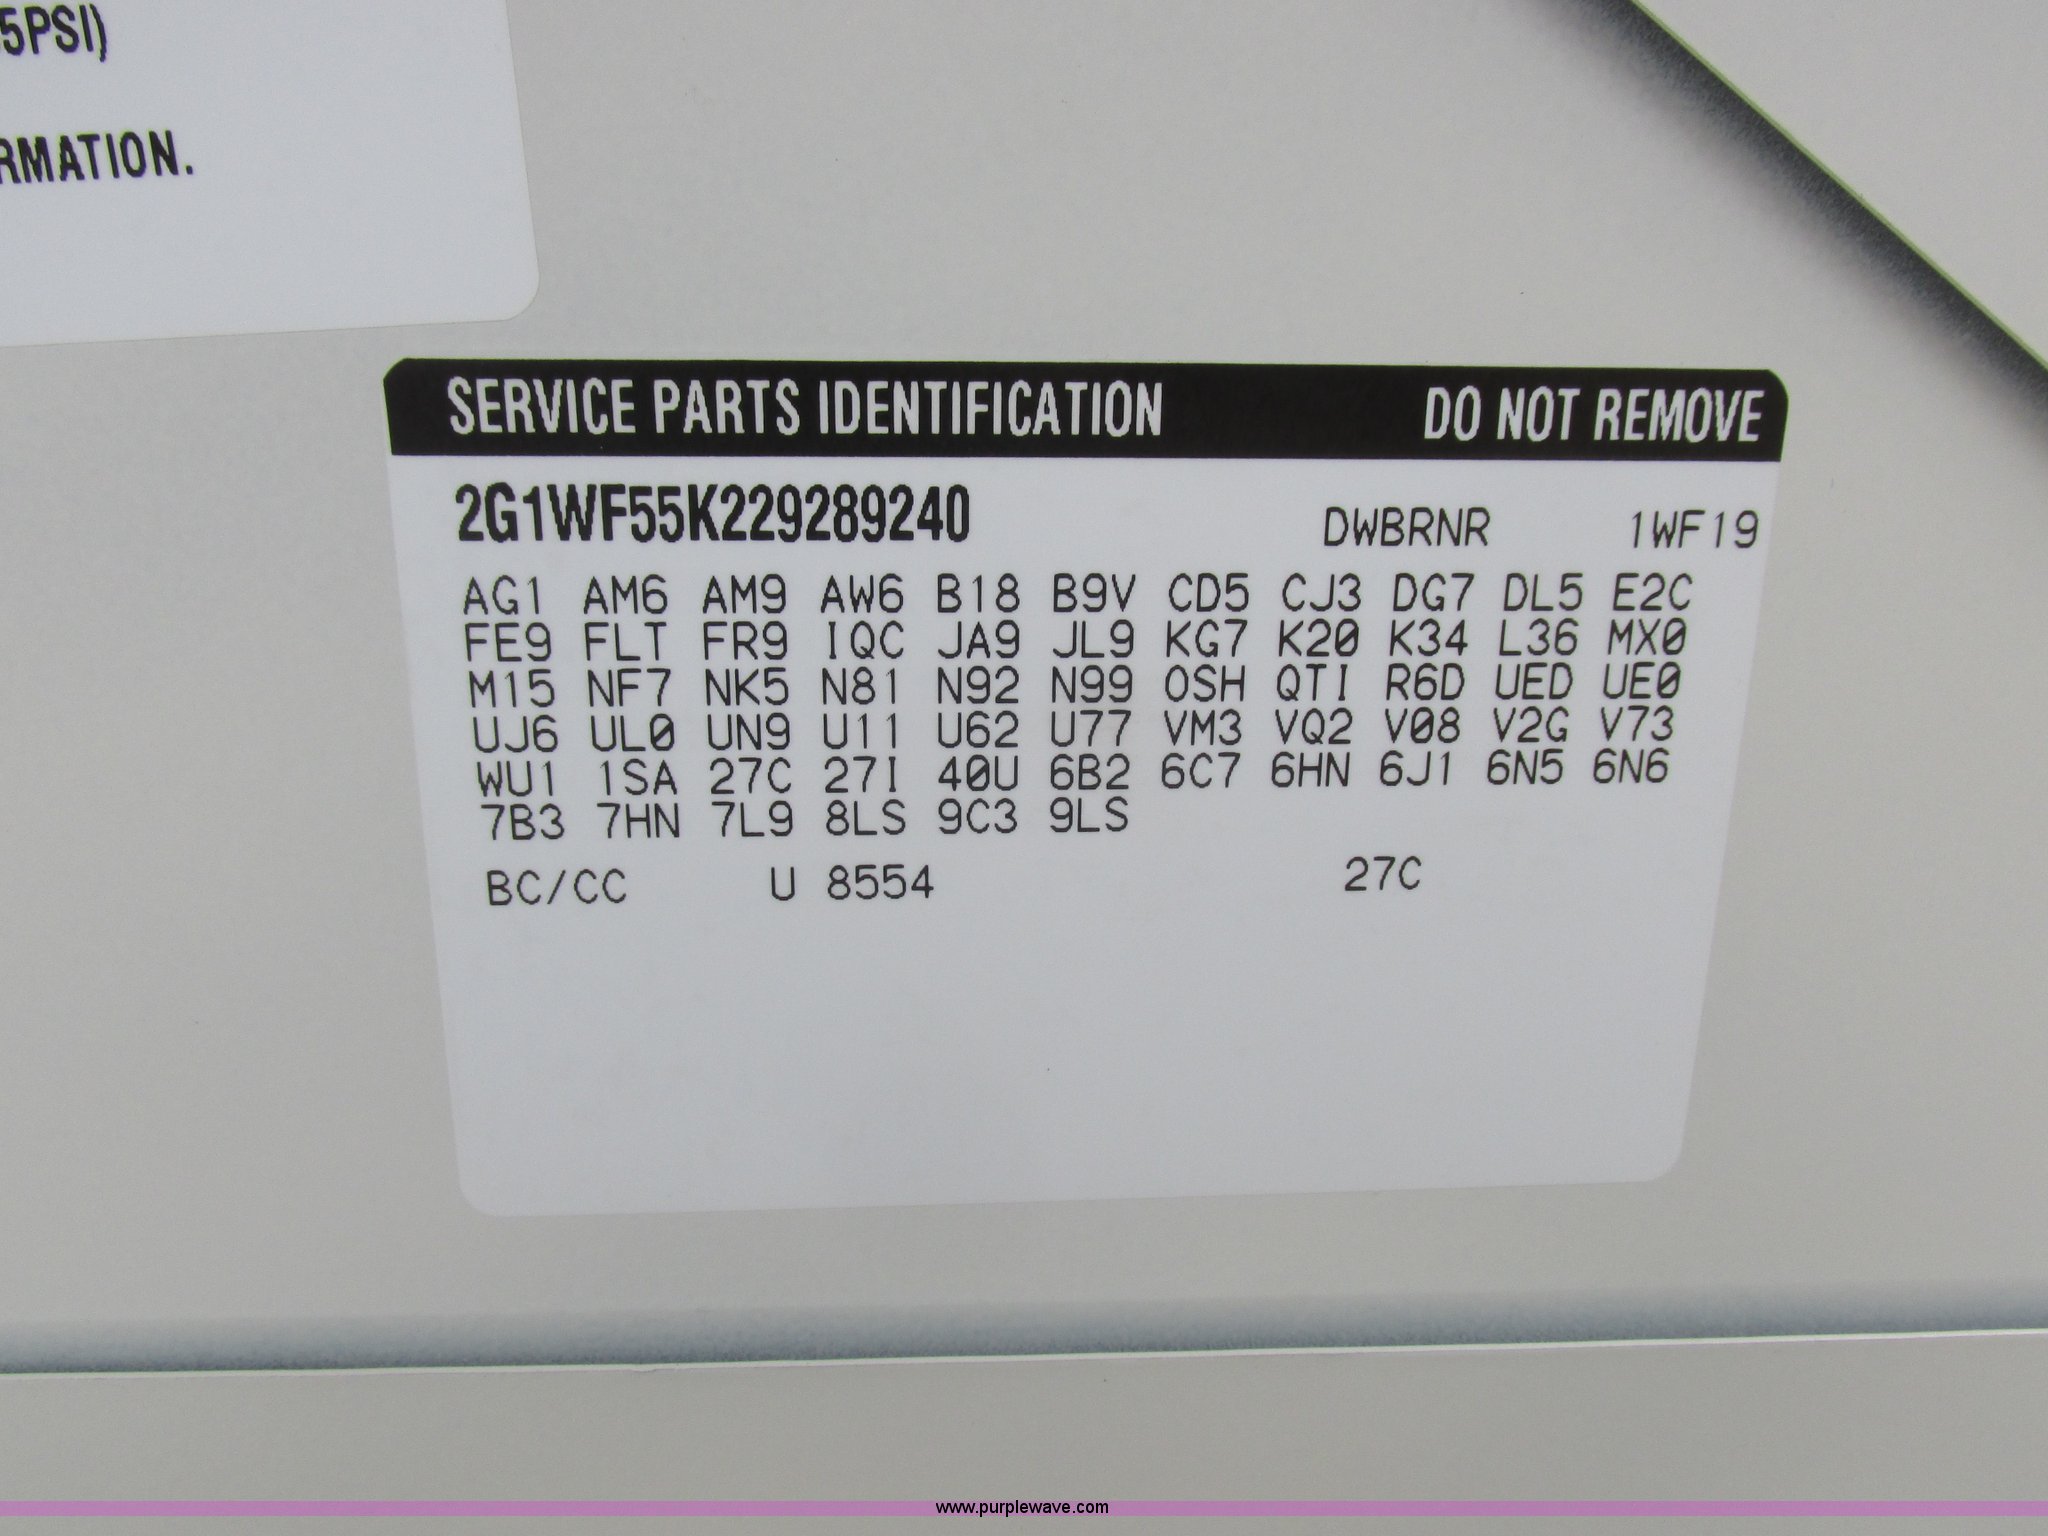 5PSI)
RMATION.
SERVICE PARTS IDENTIFICATION DO NOT REMOVE
2G1WF55K229289240 DWBRNR 1WF19
AG1 AM6 AM9 AW6 B18 B9V CD5 CJ3 DG7 DL5 E2C
FE9 FLT FR9 IQC JA9 JL9 KG7 K20 K34 L36 MX0
M15 NF7 NK5 N81 N92 N99 OSH QTI R6D UED UE0
UJ6 UL0 UN9 U11 U62 U77 VM3 VQ2 V08 V2G V73
WU1 1SA 27C 27I 40U 6B2 6C7 6HN 6J1 6N5 6N6
7B3 7HN 7L9 8LS 9C3 9LS
BC/CC U 8554 27C
www.purplewave.com